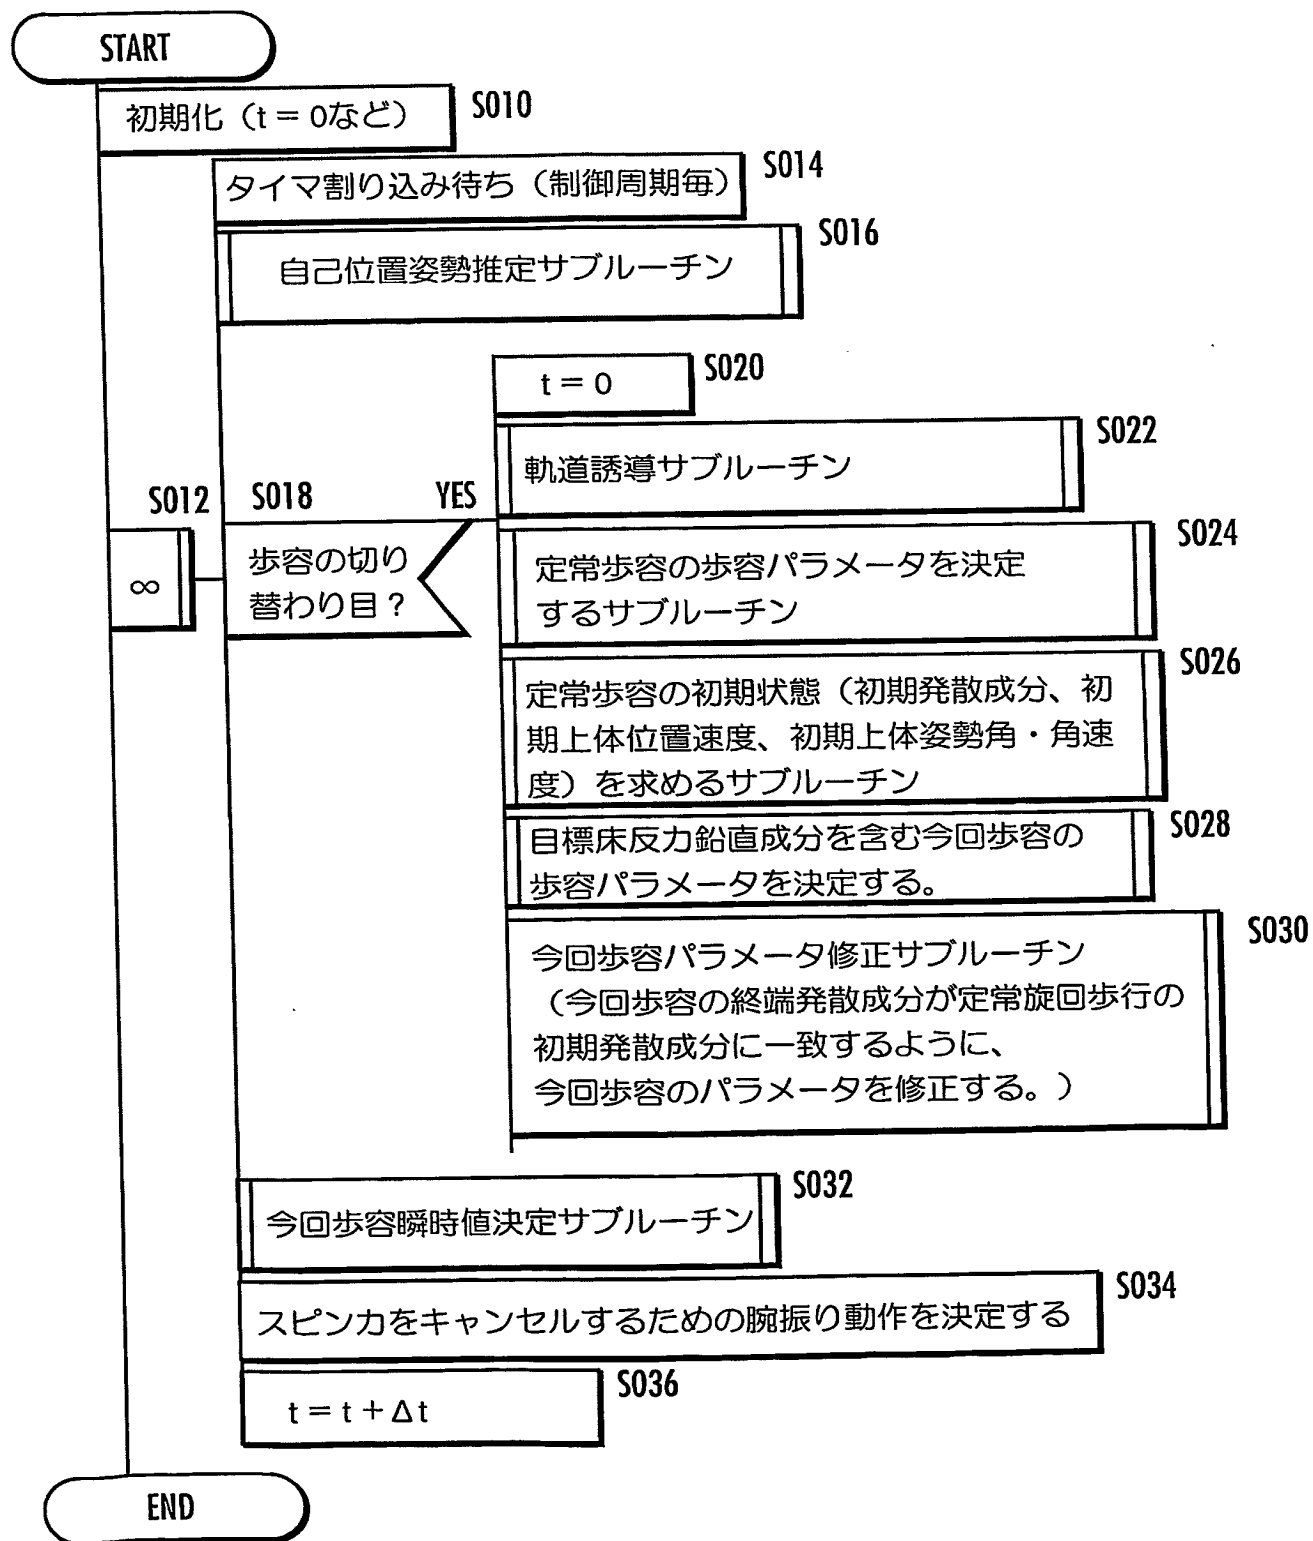 START
初期化（t = 0など）
S010
タイマ割り込み待ち（制御周期毎）
S014
自己位置姿勢推定サブルーチン
S016
t = 0
S020
軌道誘導サブルーチン
S022
S012
∞
S018
歩容の切り
替わり目？
YES
定常歩容の歩容パラメータを決定
するサブルーチン
S024
定常歩容の初期状態（初期発散成分、初
期上体位置速度、初期上体姿勢角・角速
度）を求めるサブルーチン
S026
目標床反力鉛直成分を含む今回歩容の
歩容パラメータを決定する。
S028
今回歩容パラメータ修正サブルーチン
（今回歩容の終端発散成分が定常旋回歩行の
初期発散成分に一致するように、
今回歩容のパラメータを修正する。）
S030
今回歩容瞬時値決定サブルーチン
S032
スピン力をキャンセルするための腕振り動作を決定する
S034
t = t + Δt
S036
END